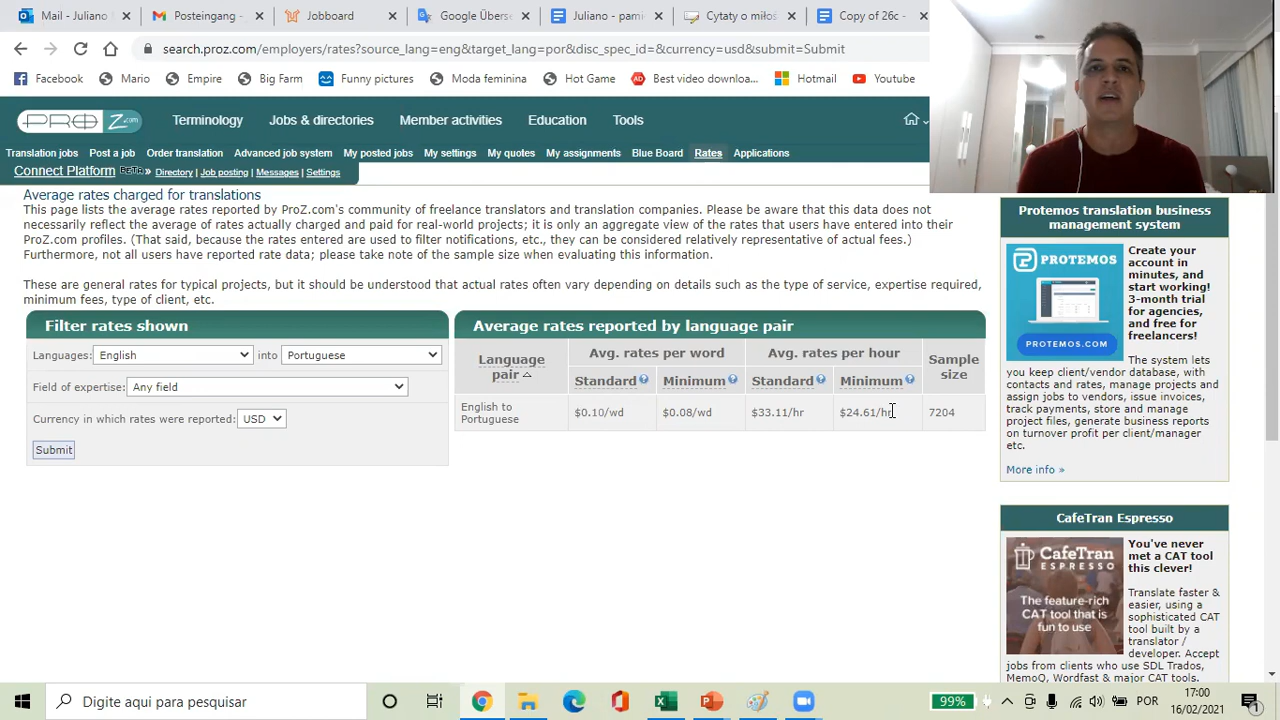 Mail - Juliano
Posteingang -
Jobboard
Google Übers
Juliano - pami
Cytaty o miłos
Copy of 26c -
search.proz.com/employers/rates?source_lang=eng&target_lang=por&disc_spec_id=&currency=usd&submit=Submit
Facebook
Mario
Empire
Big Farm
Funny pictures
Moda feminina
Hot Game
Best video downloa...
Hotmail
YouTube
PROZ.com
Terminology
Jobs & directories
Member activities
Education
Tools
Translation jobs
Post a job
Order translation
Advanced job system
My posted jobs
My settings
My quotes
My assignments
Blue Board
Rates
Applications
Connect Platform BETA»
Directory | Job posting | Messages | Settings
Average rates charged for translations
This page lists the average rates reported by ProZ.com's community of freelance translators and translation companies. Please be aware that this data does not
necessarily reflect the average of rates actually charged and paid for real-world projects; it is only an aggregate view of the rates that users have entered into their
ProZ.com profiles. (That said, because the rates entered are used to filter notifications, etc., they can be considered relatively representative of actual fees.)
Furthermore, not all users have reported rate data; please take note of the sample size when evaluating this information.
These are general rates for typical projects, but it should be understood that actual rates often vary depending on details such as the type of service, expertise required,
minimum fees, type of client, etc.
Filter rates shown
Languages: English into Portuguese
Field of expertise: Any field
Currency in which rates were reported: USD
Submit
Average rates reported by language pair
Language
pair
Avg. rates per word
Avg. rates per hour
Sample
size
Standard
Minimum
Standard
Minimum
English to
Portuguese
$0.10/wd
$0.08/wd
$33.11/hr
$24.61/hr
7204
Protemos translation business
management system
PROTEMOS
PROTEMOS.COM
Create your
account in
minutes, and
start working!
3-month trial
for agencies,
and free for
freelancers!
The system lets
you keep client/vendor database, with
contacts and rates, manage projects and
assign jobs to vendors, issue invoices,
track payments, store and manage
project files, generate business reports
on turnover profit per client/manager
etc.
More info »
CafeTran Espresso
CafeTran
ESPRESSO
The feature-rich
CAT tool that is
fun to use
You've never
met a CAT tool
this clever!
Translate faster &
easier, using a
sophisticated CAT
tool built by a
translator /
developer. Accept
jobs from clients who use SDL Trados,
MemoQ, Wordfast & major CAT tools.
Digite aqui para pesquisar
99%
POR
17:00
16/02/2021